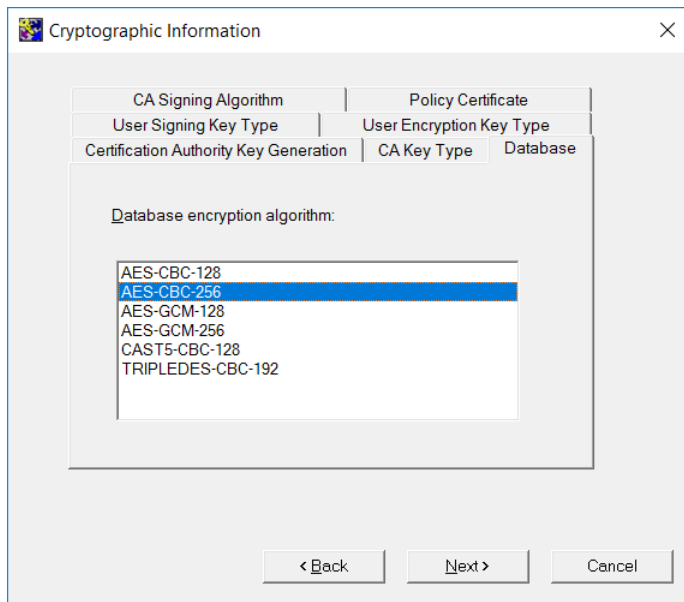 Cryptographic Information
CA Signing Algorithm Policy Certificate
User Signing Key Type User Encryption Key Type
Certification Authority Key Generation CA Key Type Database
Database encryption algorithm:
AES-CBC-128
AES-CBC-256
AES-GCM-128
AES-GCM-256
CAST5-CBC-128
TRIPLEDES-CBC-192
< Back Next > Cancel